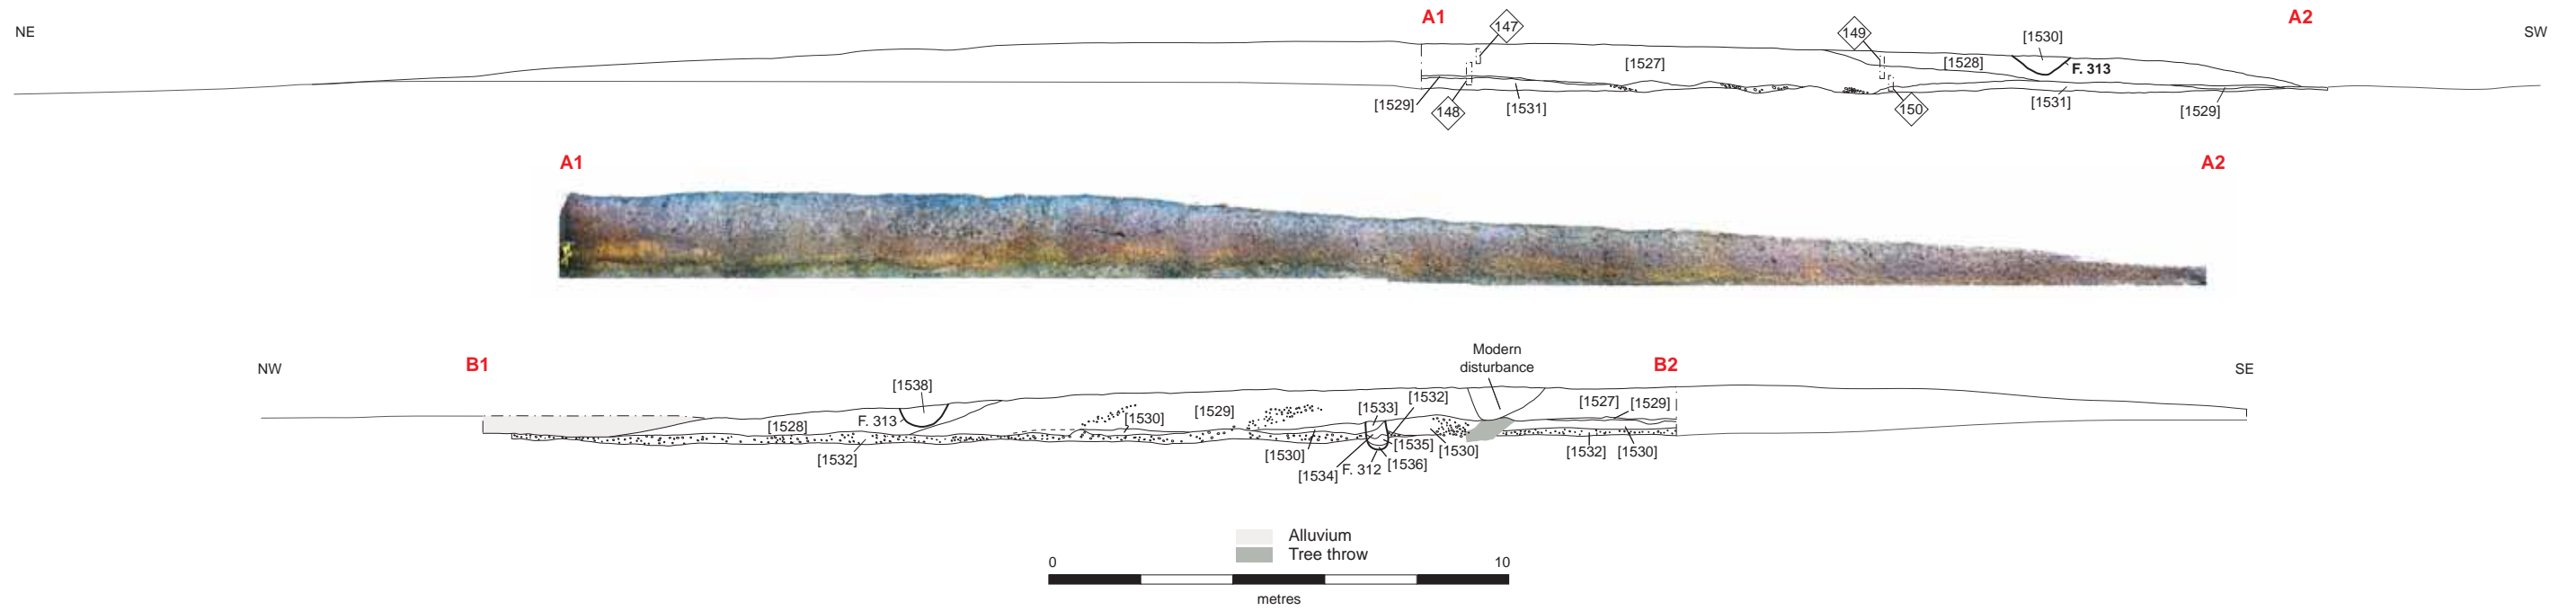 NE
A1
A2
SW
147
149
[1530]
[1527]
[1528]
F. 313
[1529]
148
[1531]
150
[1531]
[1529]
A1
A2
NW
B1
Modern
disturbance
B2
SE
[1538]
F. 313
[1528]
[1532]
[1530]
[1529]
[1533]
[1532]
[1527]
[1529]
[1530]
[1534]
F. 312
[1535]
[1536]
[1530]
[1532]
[1530]
Alluvium
Tree throw
0
10
metres